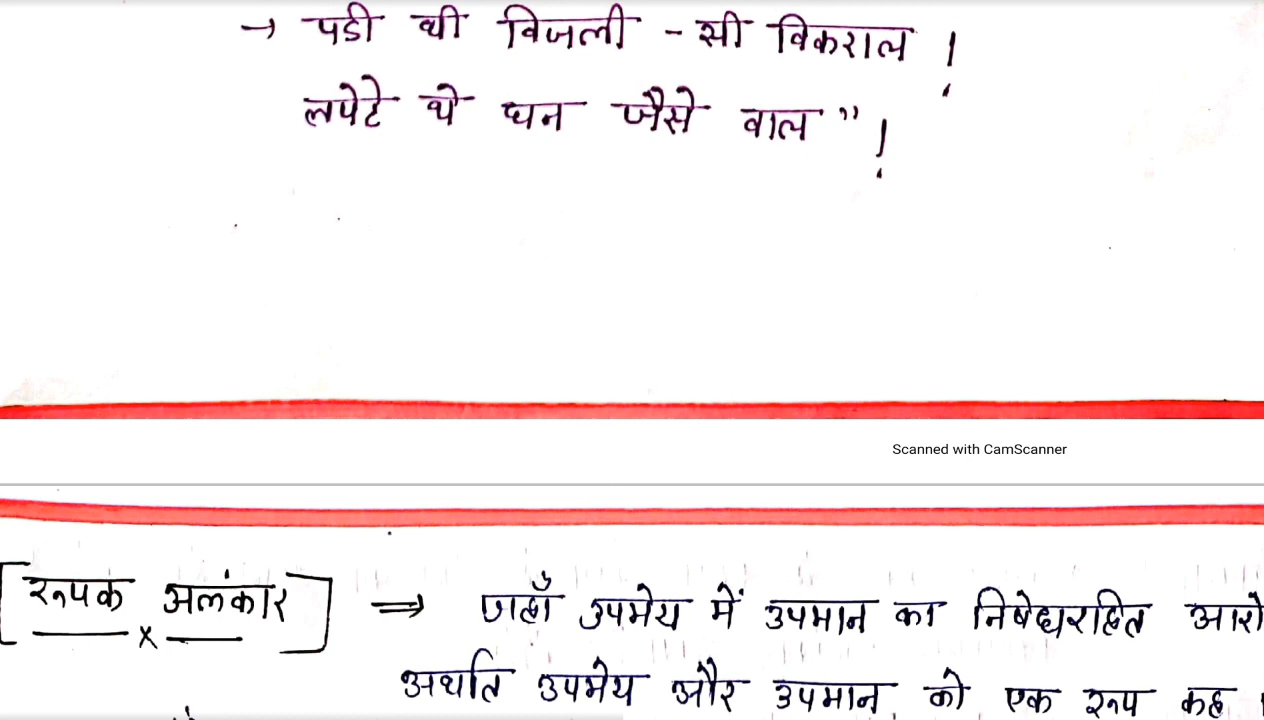 → पडी थी बिजली - सी विकराल !
लपेटे थे घन जैसे बाल ” !
Scanned with CamScanner
[रूपक अलंकार] ⇒ जहाँ उपमेय में उपमान का निषेधरहित
x
अर्थात उपमेय और उपमान को एक रूप कह